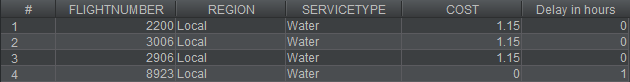 # FLIGHTNUMBER REGION SERVICETYPE COST Delay in hours
1 2200 Local Water 1.15 0
2 3006 Local Water 1.15 0
3 2906 Local Water 1.15 0
4 8923 Local Water 0 1